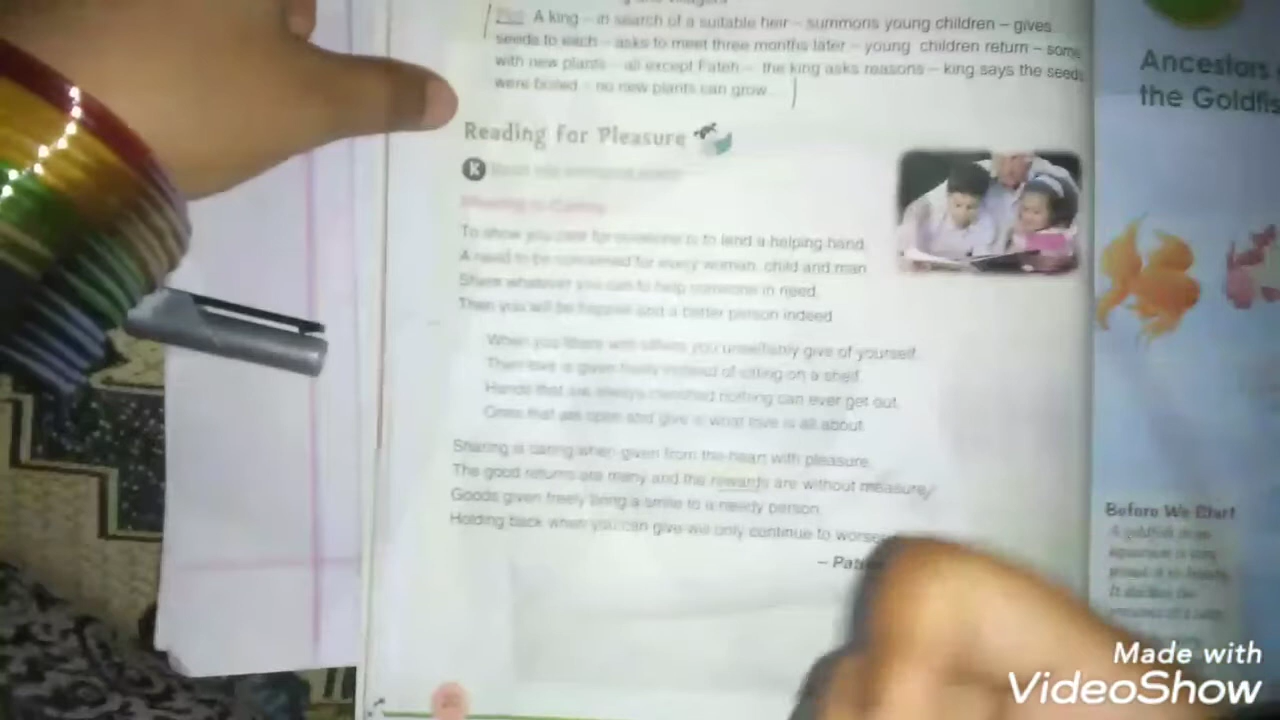 A king – in search of a suitable heir – summons young children – gives
seeds to each – asks to meet three months later – young children return – some
with new plants – all except Fateh – the king asks reasons – king says the seeds
were boiled – no new plants can grow
Reading for Pleasure
K
Sharing is Caring
To show you care for someone is to lend a helping hand
A need to be concerned for every woman, child and man
Share whatever you can to help someone in need.
Then you will be happier and a better person indeed
When you share with others you unselfishly give of yourself.
Then love is given freely instead of sitting on a shelf.
Hands that are always clenched nothing can ever get out.
Ones that are open and give is what love is all about.
Sharing is caring when given from the heart with pleasure.
The good returns are many and the rewards are without measure
Goods given freely bring a smile to a needy person.
Holding back when you can give will only continue to
–
Ancestors
the Goldfis
Before We Start
A goldfish in an
aquarium is very
Made with
VideoShow